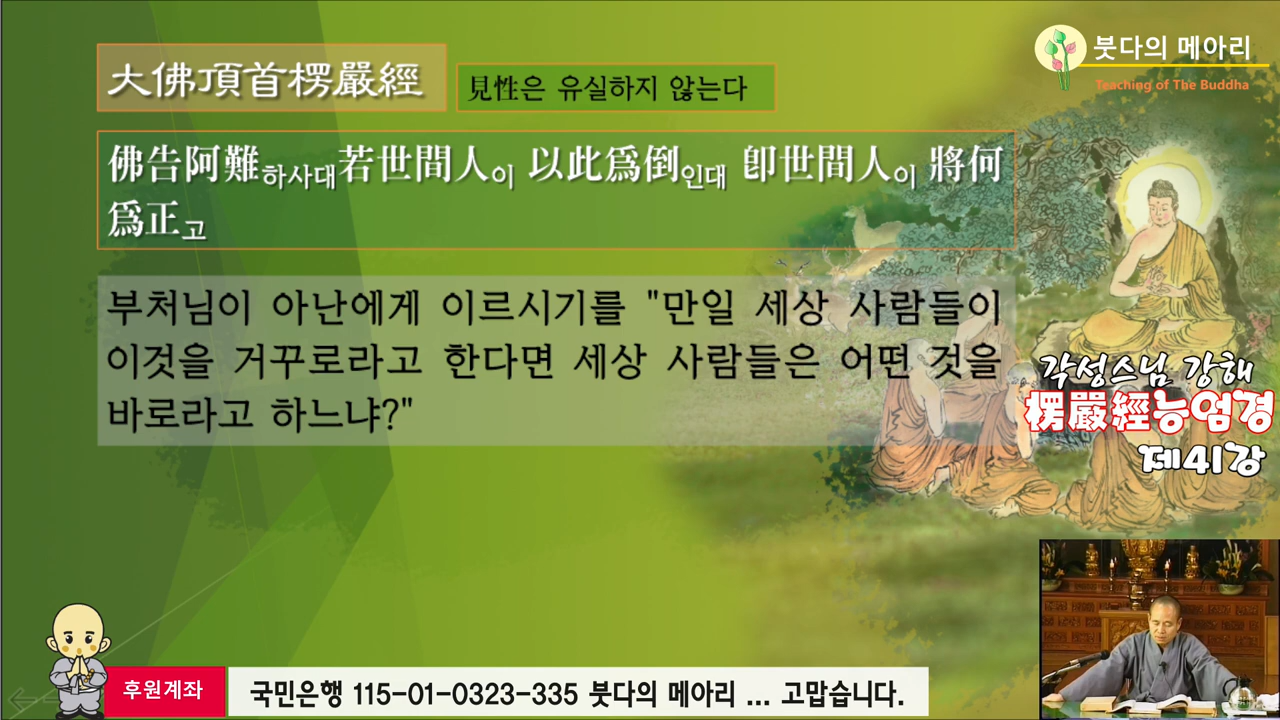 大佛頂首楞嚴經
見性은 유실하지 않는다
붓다의 메아리
Teaching of The Buddha
佛告阿難하사대若世間人이 以此爲倒인대 卽世間人이 將何
爲正고
부처님이 아난에게 이르시기를 "만일 세상 사람들이
이것을 거꾸로라고 한다면 세상 사람들은 어떤 것을
바로라고 하느냐?"
각성스님 강해
楞嚴經능엄경
제41강
후원계좌
국민은행 115-01-0323-335 붓다의 메아리 ... 고맙습니다.